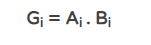 Gᵢ = Aᵢ . Bᵢ